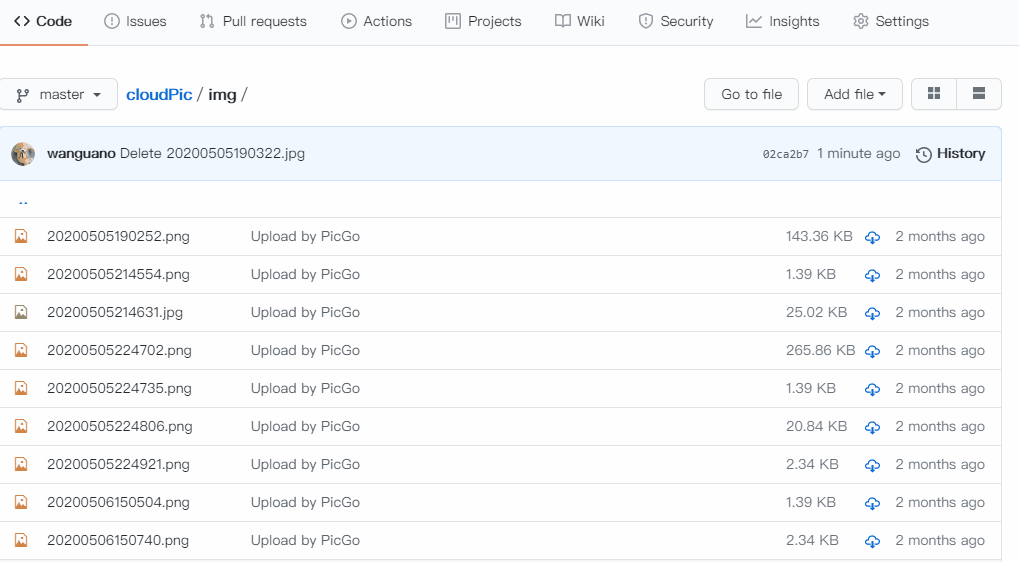 Code Issues Pull requests Actions Projects Wiki Security Insights Settings
master cloudPic / img / Go to file Add file
wanguano Delete 20200505190322.jpg 02ca2b7 1 minute ago History
..
20200505190252.png Upload by PicGo 143.36 KB 2 months ago
20200505214554.png Upload by PicGo 1.39 KB 2 months ago
20200505214631.jpg Upload by PicGo 25.02 KB 2 months ago
20200505224702.png Upload by PicGo 265.86 KB 2 months ago
20200505224735.png Upload by PicGo 1.39 KB 2 months ago
20200505224806.png Upload by PicGo 20.84 KB 2 months ago
20200505224921.png Upload by PicGo 2.34 KB 2 months ago
20200506150504.png Upload by PicGo 1.39 KB 2 months ago
20200506150740.png Upload by PicGo 2.34 KB 2 months ago